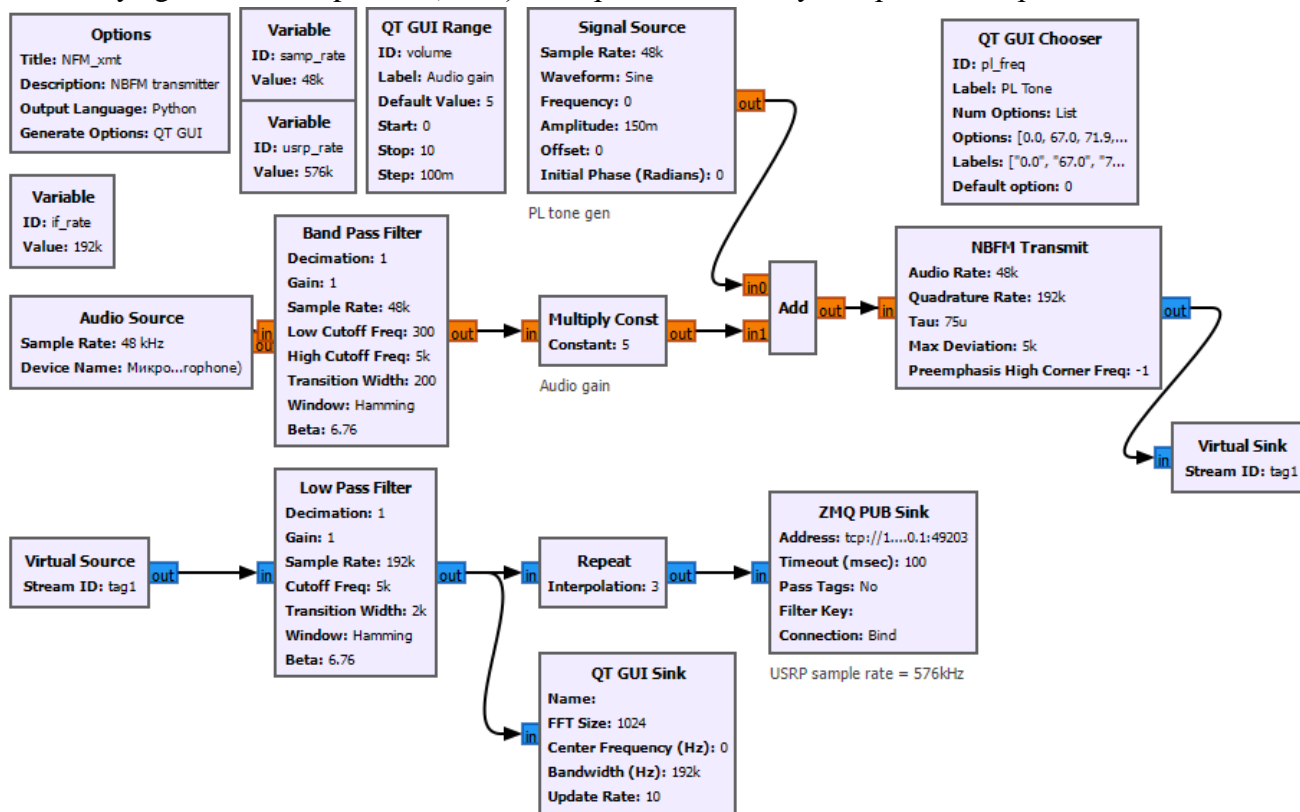 Options
Title: NFM_xmt
Description: NBFM transmitter
Output Language: Python
Generate Options: QT GUI
Variable
ID: samp_rate
Value: 48k
Variable
ID: usrp_rate
Value: 576k
QT GUI Range
ID: volume
Label: Audio gain
Default Value: 5
Start: 0
Stop: 10
Step: 100m
Signal Source
Sample Rate: 48k
Waveform: Sine
Frequency: 0
Amplitude: 150m
Offset: 0
Initial Phase (Radians): 0
out
PL tone gen
QT GUI Chooser
ID: pl_freq
Label: PL Tone
Num Options: List
Options: [0.0, 67.0, 71.9,...
Labels: ["0.0", "67.0", "7...
Default option: 0
Variable
ID: if_rate
Value: 192k
Audio Source
Sample Rate: 48 kHz
Device Name: Микро...rophone)
out
in
Band Pass Filter
Decimation: 1
Gain: 1
Sample Rate: 48k
Low Cutoff Freq: 300
High Cutoff Freq: 5k
Transition Width: 200
Window: Hamming
Beta: 6.76
out
in
Multiply Const
Constant: 5
out
Audio gain
in0
in1
Add
out
in
NBFM Transmit
Audio Rate: 48k
Quadrature Rate: 192k
Tau: 75u
Max Deviation: 5k
Preemphasis High Corner Freq: -1
out
in
Virtual Sink
Stream ID: tag1
Virtual Source
Stream ID: tag1
out
in
Low Pass Filter
Decimation: 1
Gain: 1
Sample Rate: 192k
Cutoff Freq: 5k
Transition Width: 2k
Window: Hamming
Beta: 6.76
out
in
Repeat
Interpolation: 3
out
in
ZMQ PUB Sink
Address: tcp://1....0.1:49203
Timeout (msec): 100
Pass Tags: No
Filter Key:
Connection: Bind
USRP sample rate = 576kHz
in
QT GUI Sink
Name:
FFT Size: 1024
Center Frequency (Hz): 0
Bandwidth (Hz): 192k
Update Rate: 10